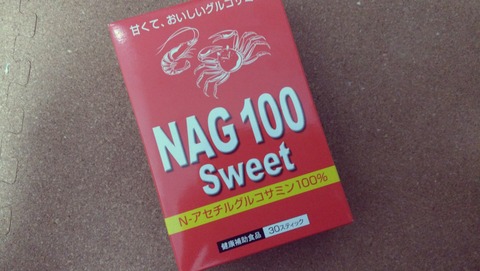 甘くて、おいしいグルコサミ
NAG 100
Sweet
N-アセチルグルコサミン100%
健康補助食品 30スティック